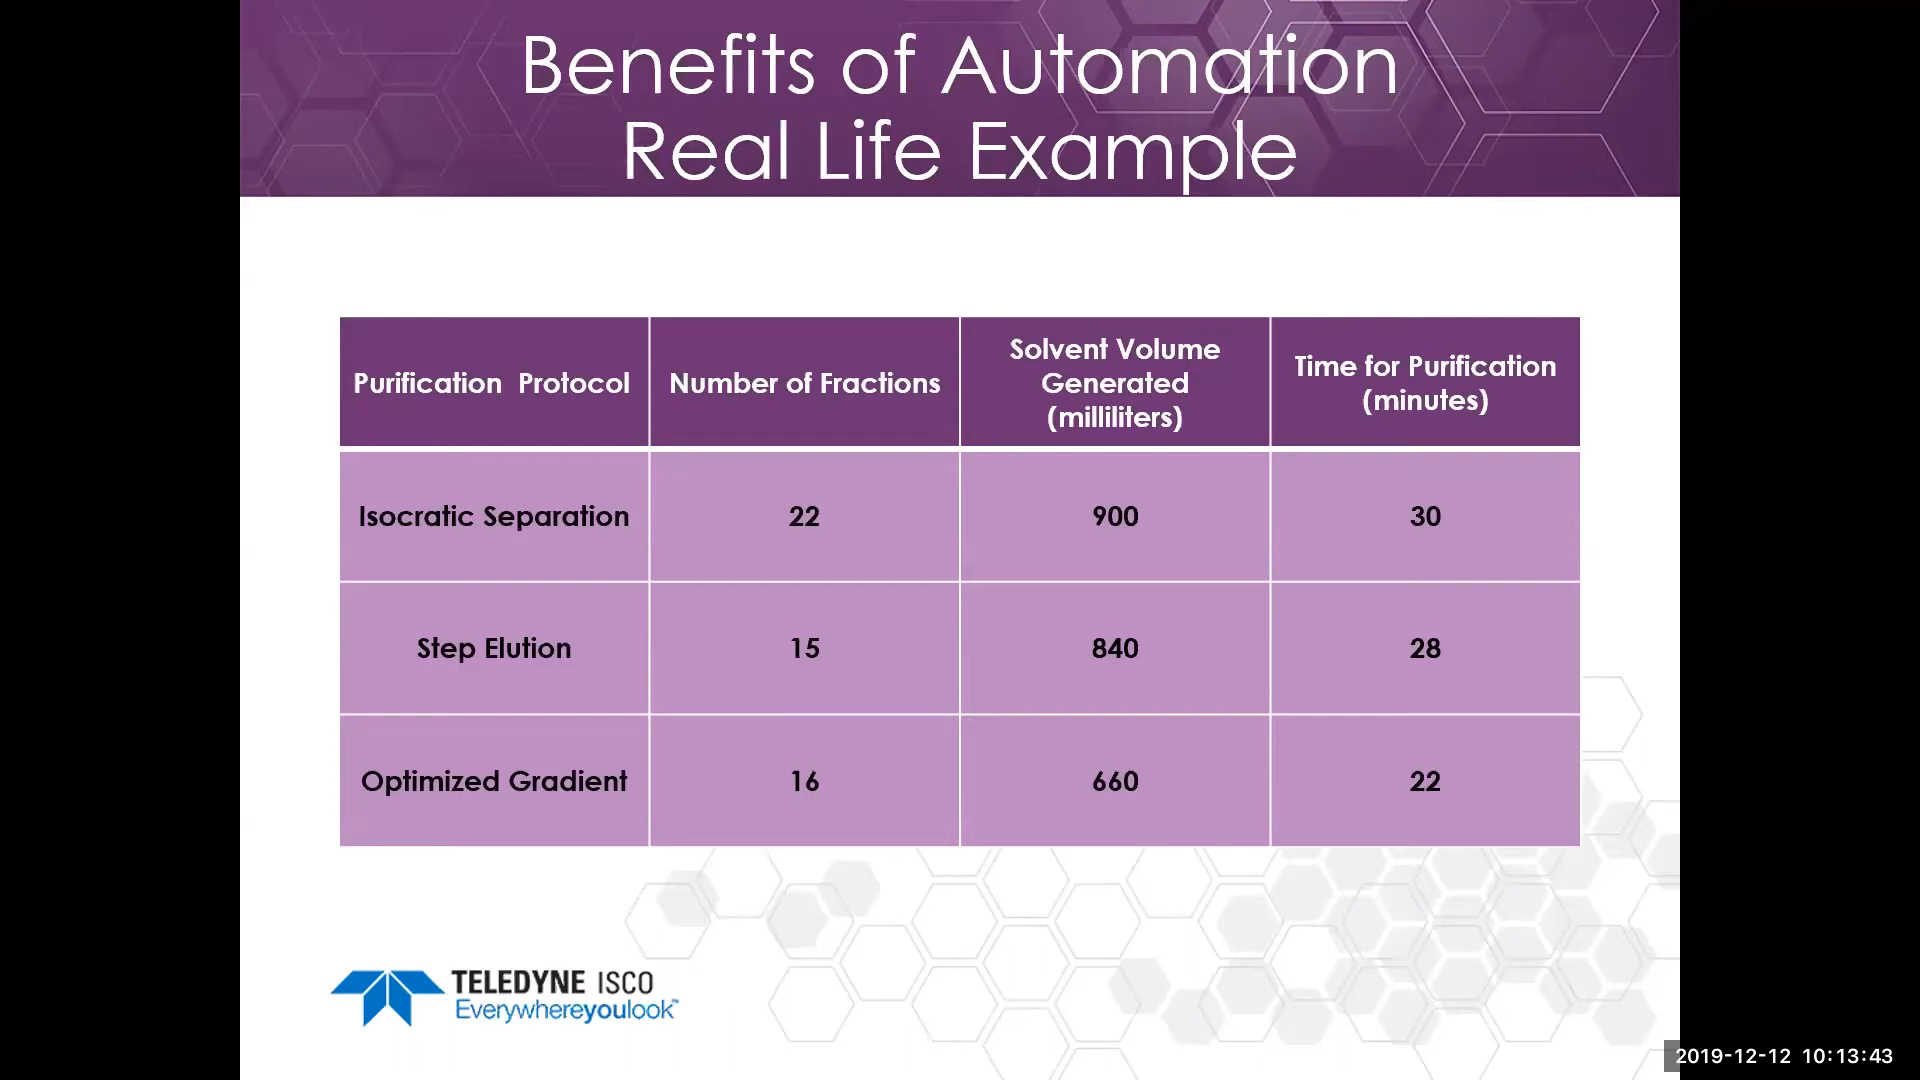 Benefits of Automation
Real Life Example
Purification Protocol
Number of Fractions
Solvent Volume
Generated
(milliliters)
Time for Purification
(minutes)
Isocratic Separation
22
900
30
Step Elution
15
840
28
Optimized Gradient
16
660
22
TELEDYNE ISCO
Everywhereyoulook™
2019-12-12 10:13:43